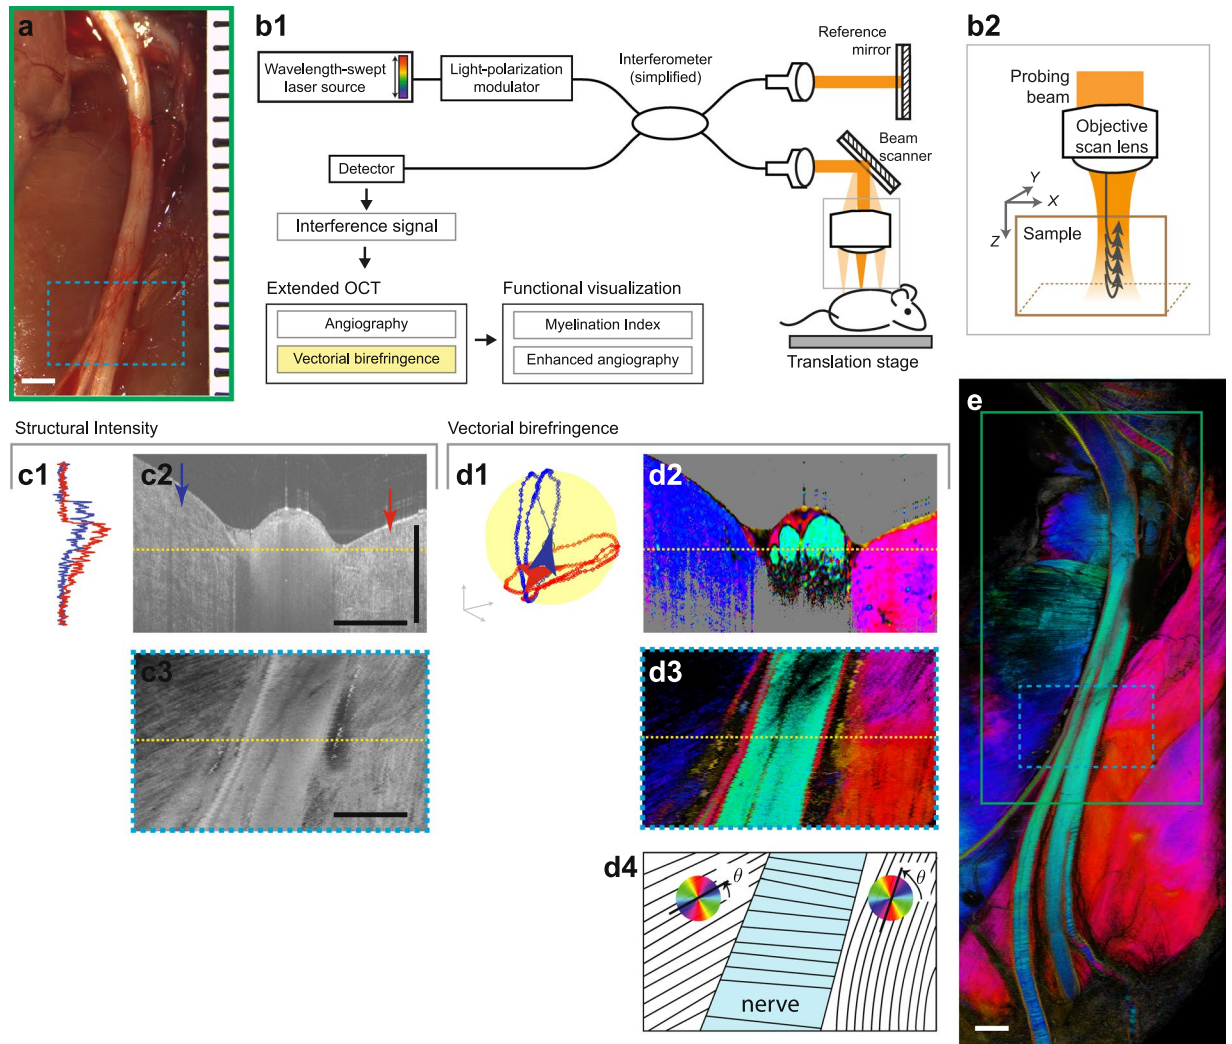 a
b1
Wavelength-swept
laser source
Light-polarization
modulator
Interferometer
(simplified)
Reference
mirror
Beam
scanner
Detector
Interference signal
Extended OCT
Angiography
Vectorial birefringence
Functional visualization
Myelination Index
Enhanced angiography
Translation stage
b2
Probing
beam
Objective
scan lens
Y
X
Z
Sample
Structural Intensity
c1
c2
c3
Vectorial birefringence
d1
d2
d3
d4
θ
θ
nerve
e